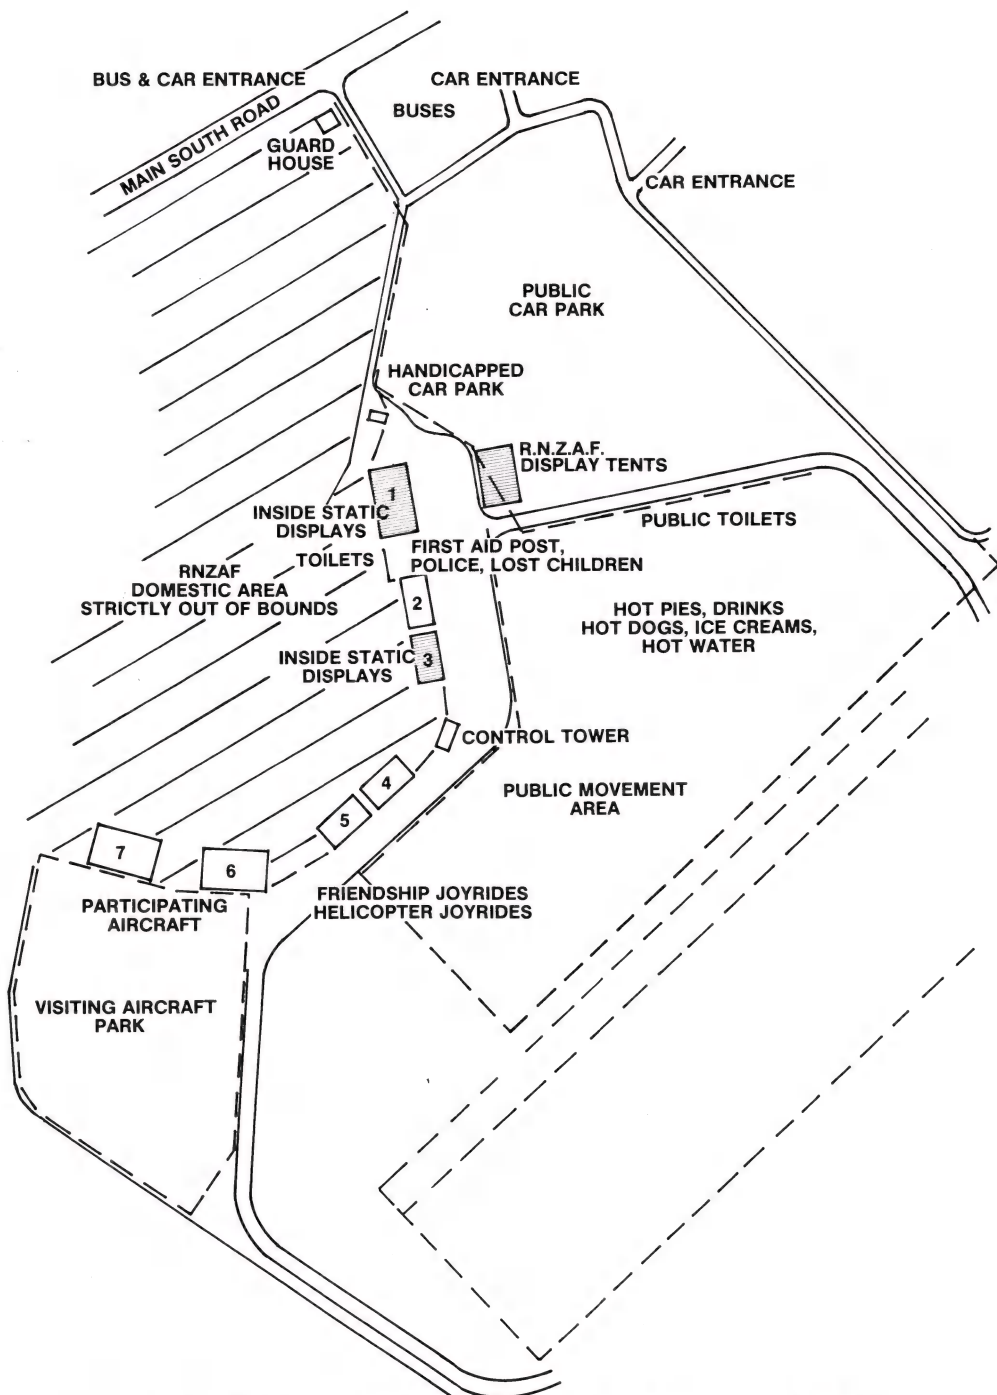 BUS & CAR ENTRANCE
CAR ENTRANCE
BUSES
MAIN SOUTH ROAD
GUARD
HOUSE
CAR ENTRANCE
PUBLIC
CAR PARK
HANDICAPPED
CAR PARK
R.N.Z.A.F.
DISPLAY TENTS
1
INSIDE STATIC
DISPLAYS
PUBLIC TOILETS
TOILETS
FIRST AID POST,
POLICE, LOST CHILDREN
RNZAF
DOMESTIC AREA
STRICTLY OUT OF BOUNDS
2
HOT PIES, DRINKS
HOT DOGS, ICE CREAMS,
HOT WATER
INSIDE STATIC
DISPLAYS
3
CONTROL TOWER
4
PUBLIC MOVEMENT
AREA
5
7
6
PARTICIPATING
AIRCRAFT
FRIENDSHIP JOYRIDES
HELICOPTER JOYRIDES
VISITING AIRCRAFT
PARK